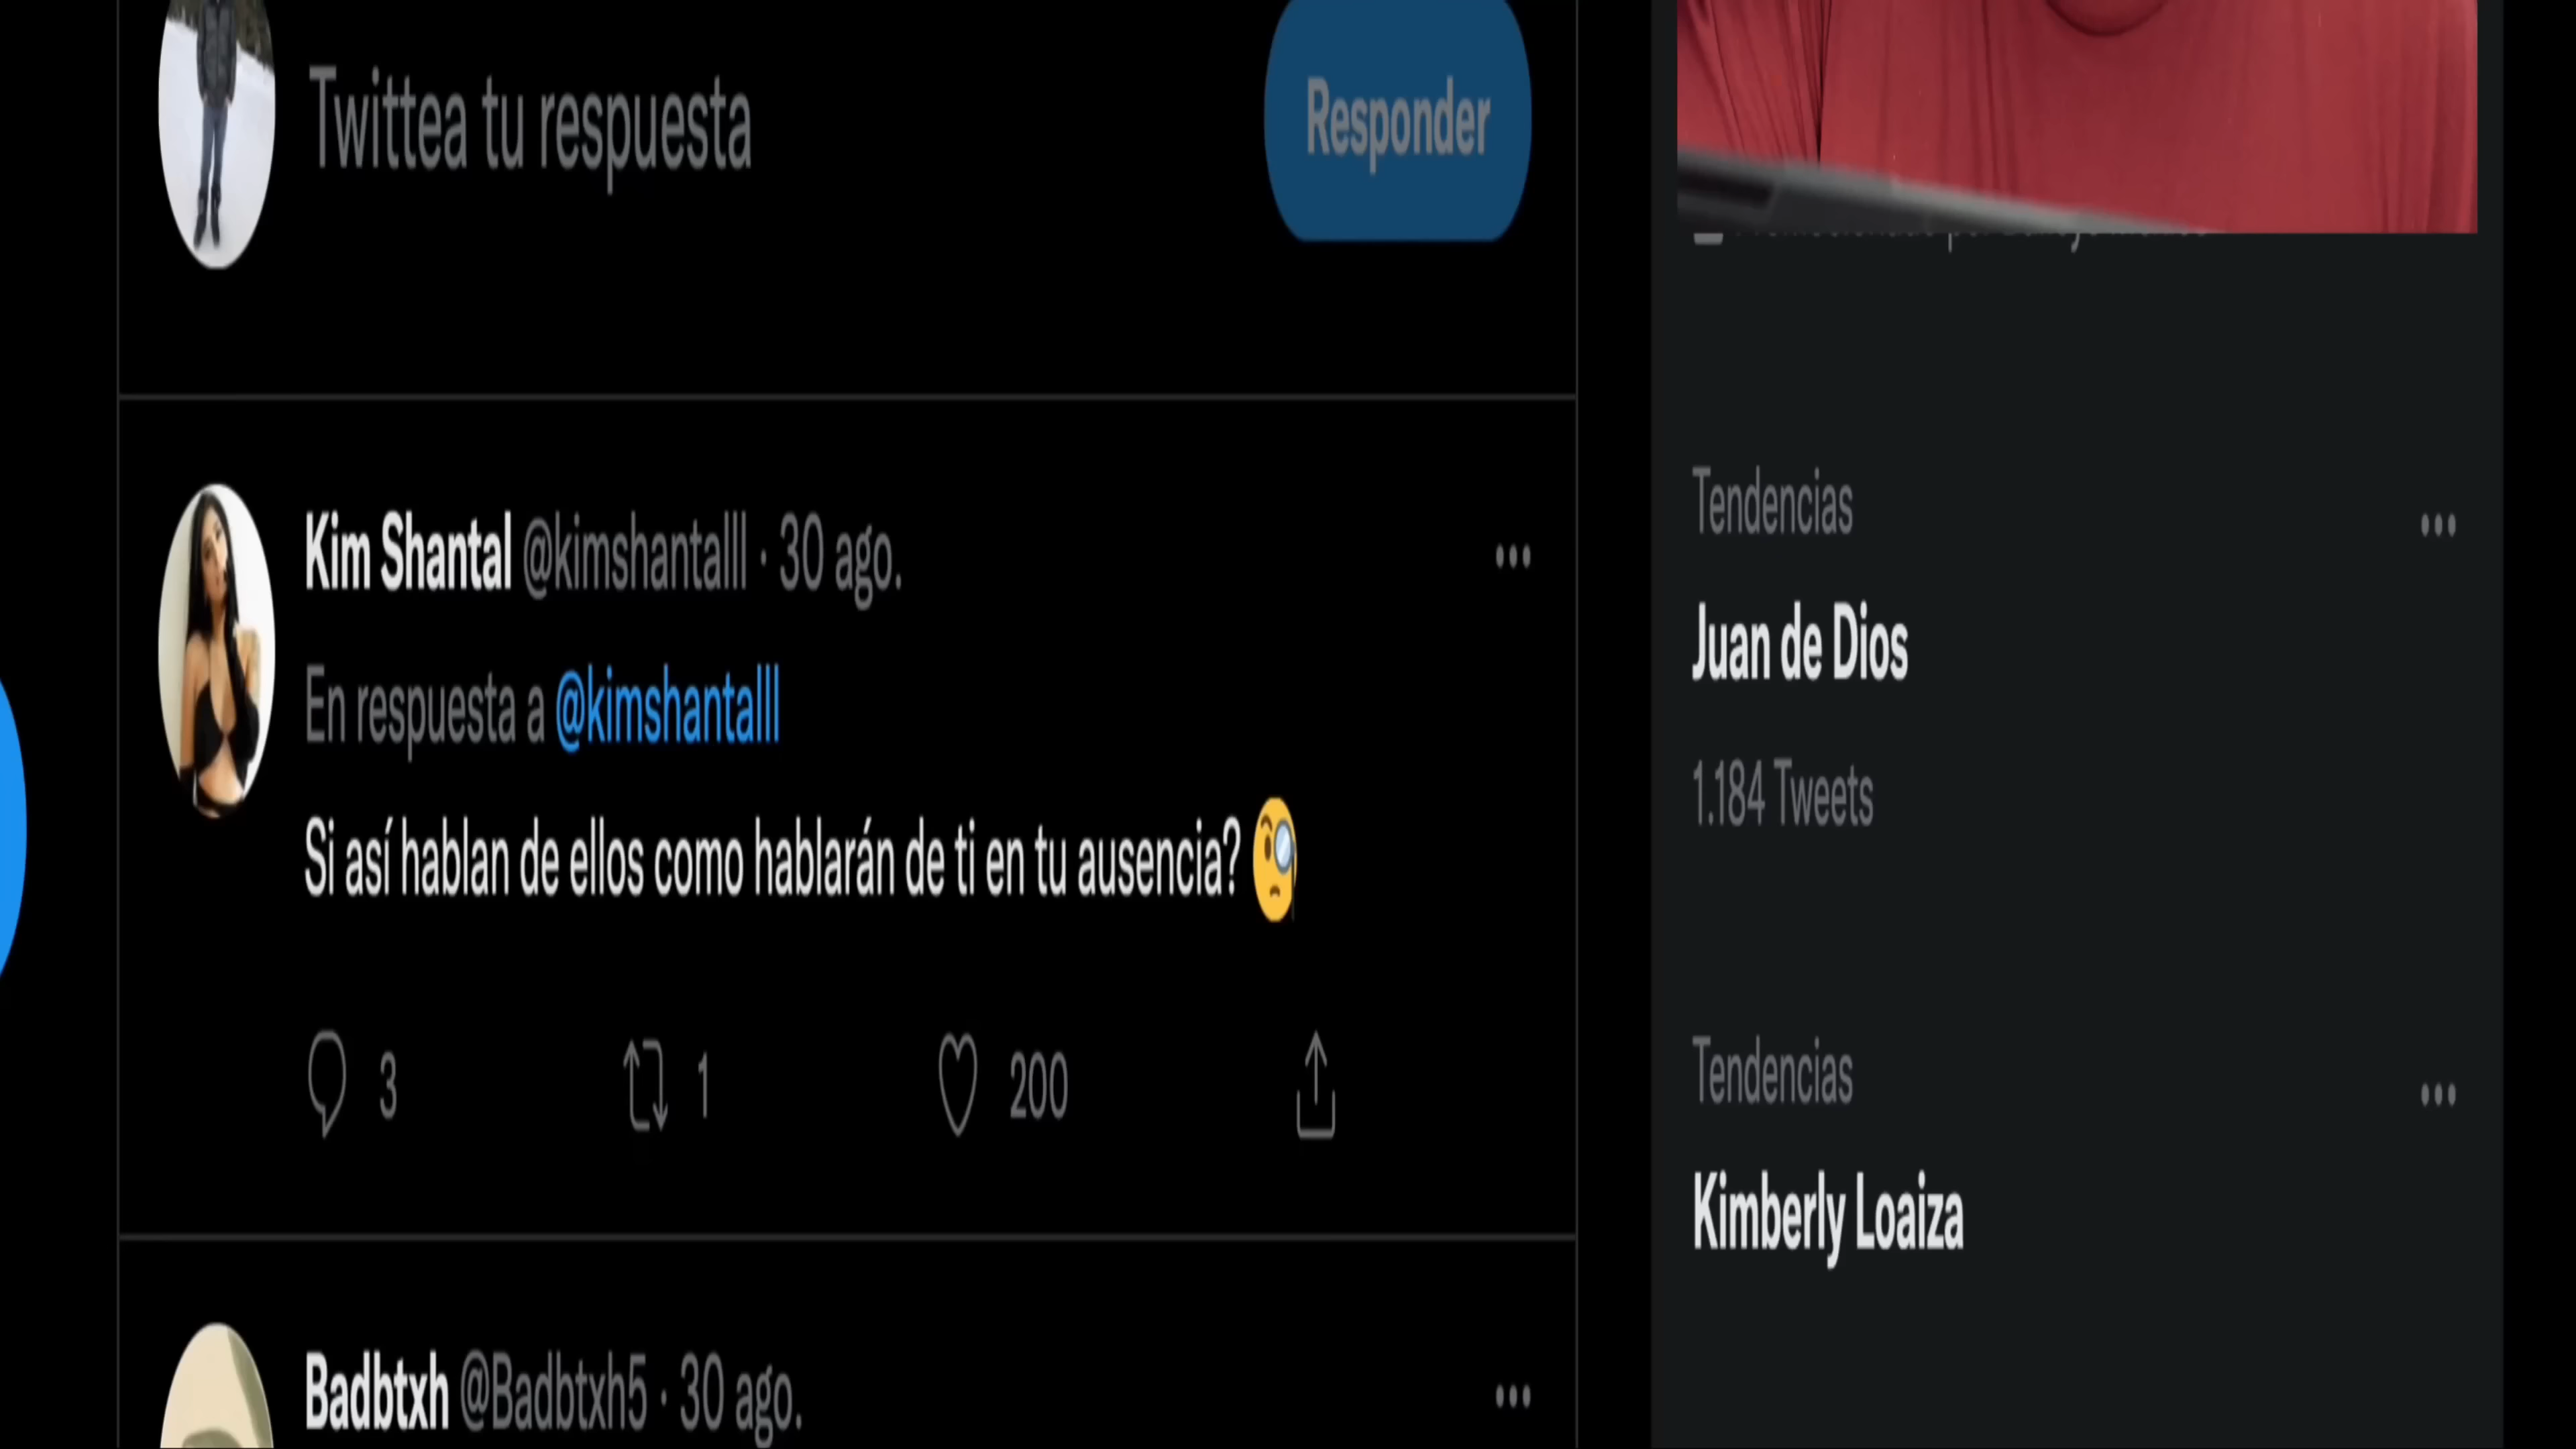 Twittea tu respuesta
Responder
Kim Shantal @kimshantalll · 30 ago.
En respuesta a @kimshantalll
Si así hablan de ellos como hablarán de ti en tu ausencia? 🧐
3 1 200
Badbtxh @Badbtxh5 · 30 ago.
Tendencias
Juan de Dios
1.184 Tweets
Tendencias
Kimberly Loaiza